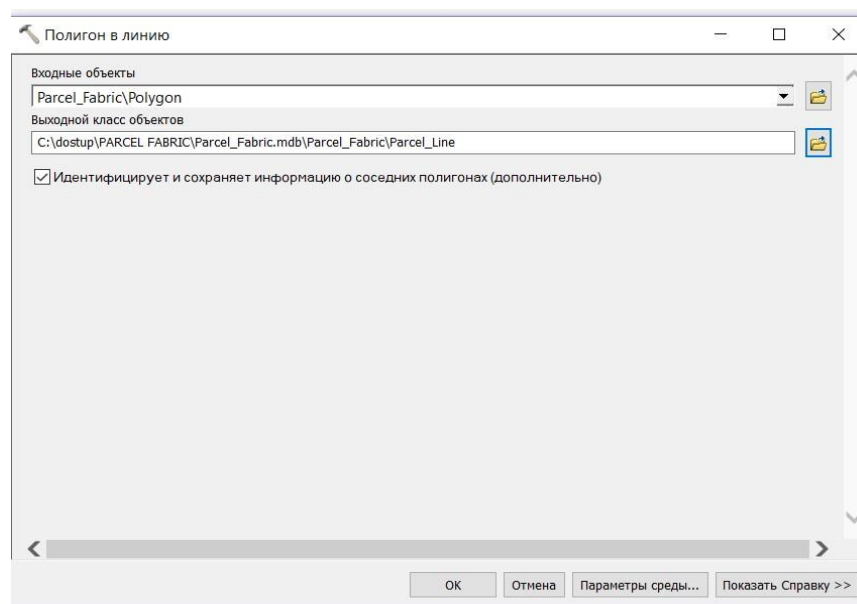 Полигон в линию
Входные объекты
Parcel_Fabric\Polygon
Выходной класс объектов
C:\dostup\PARCEL FABRIC\Parcel_Fabric.mdb\Parcel_Fabric\Parcel_Line
Идентифицирует и сохраняет информацию о соседних полигонах (дополнительно)
OK Отмена Параметры среды... Показать Справку >>